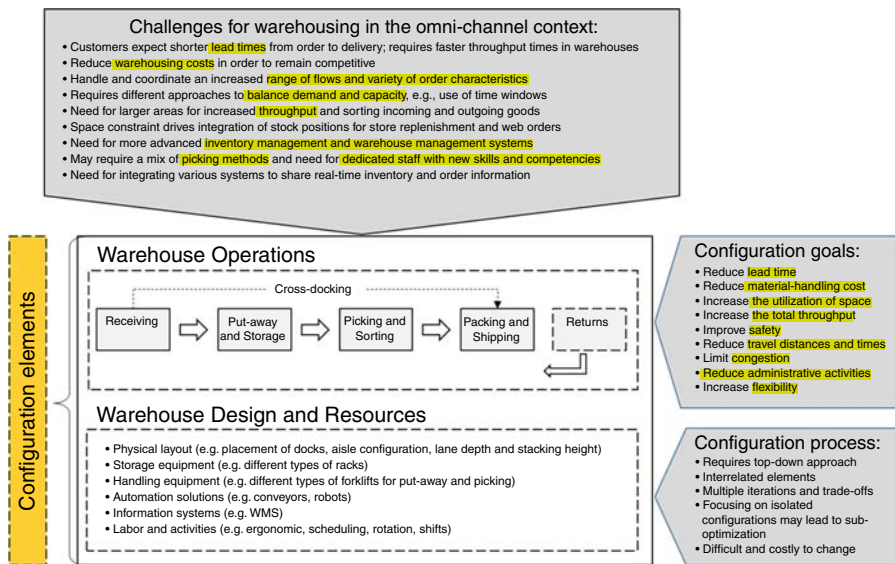 Challenges for warehousing in the omni-channel context:
• Customers expect shorter lead times from order to delivery; requires faster throughput times in warehouses
• Reduce warehousing costs in order to remain competitive
• Handle and coordinate an increased range of flows and variety of order characteristics
• Requires different approaches to balance demand and capacity, e.g., use of time windows
• Need for larger areas for increased throughput and sorting incoming and outgoing goods
• Space constraint drives integration of stock positions for store replenishment and web orders
• Need for more advanced inventory management and warehouse management systems
• May require a mix of picking methods and need for dedicated staff with new skills and competencies
• Need for integrating various systems to share real-time inventory and order information
Configuration elements
Warehouse Operations
Cross-docking
Receiving
Put-away
and Storage
Picking and
Sorting
Packing and
Shipping
Returns
Warehouse Design and Resources
• Physical layout (e.g. placement of docks, aisle configuration, lane depth and stacking height)
• Storage equipment (e.g. different types of racks)
• Handling equipment (e.g. different types of forklifts for put-away and picking)
• Automation solutions (e.g. conveyors, robots)
• Information systems (e.g. WMS)
• Labor and activities (e.g. ergonomic, scheduling, rotation, shifts)
Configuration goals:
• Reduce lead time
• Reduce material-handling cost
• Increase the utilization of space
• Increase the total throughput
• Improve safety
• Reduce travel distances and times
• Limit congestion
• Reduce administrative activities
• Increase flexibility
Configuration process:
• Requires top-down approach
• Interrelated elements
• Multiple iterations and trade-offs
• Focusing on isolated
configurations may lead to sub-
optimization
• Difficult and costly to change